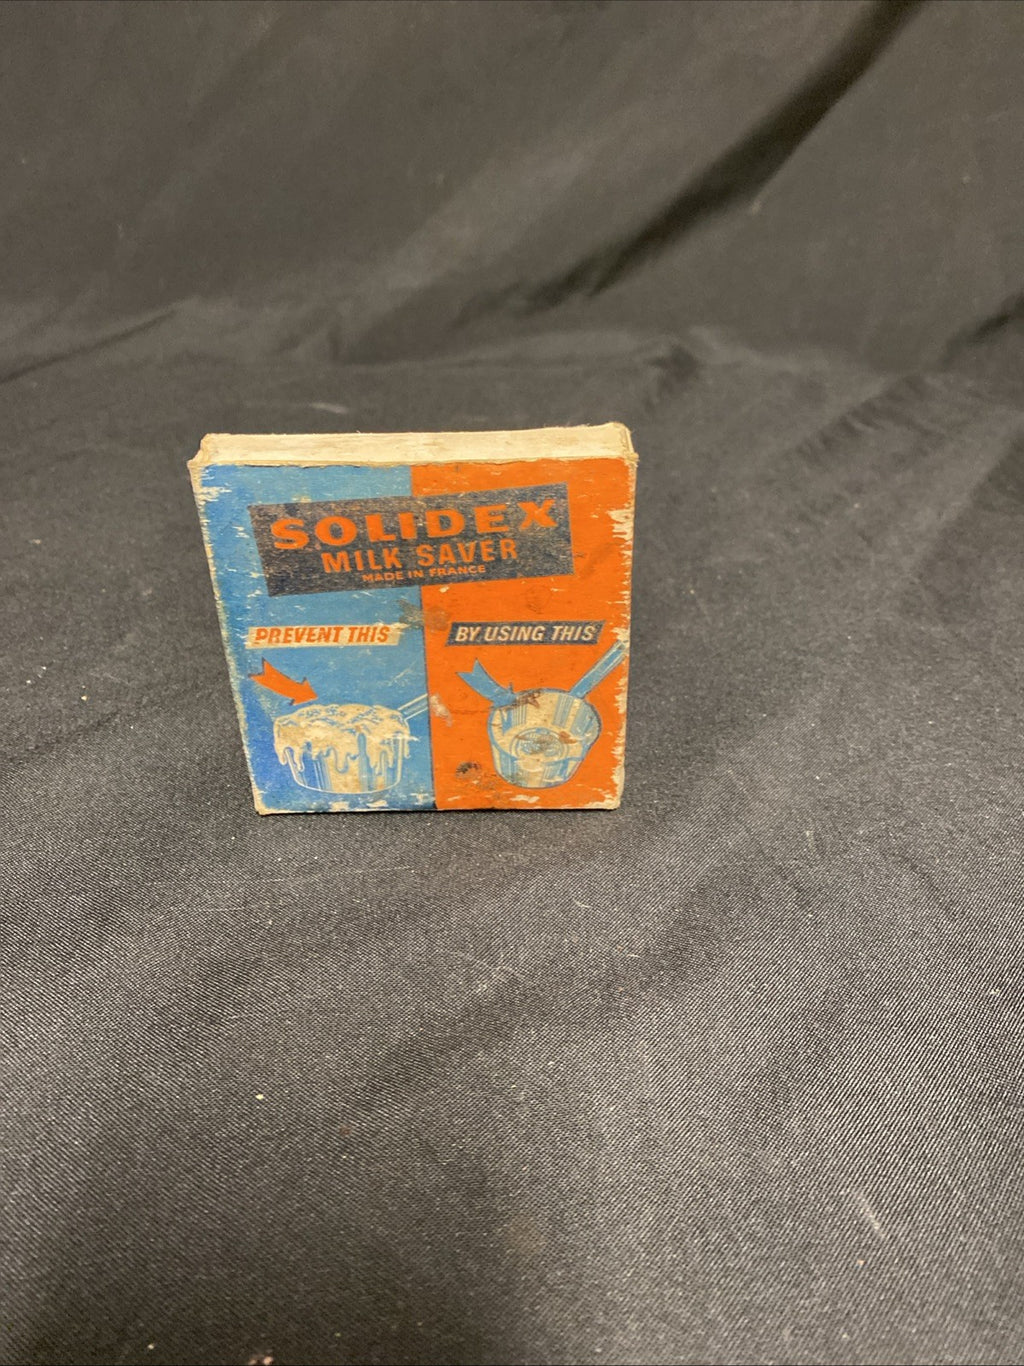 SOLIDEX
MILK SAVER
MADE IN FRANCE
PREVENT THIS
BY USING THIS